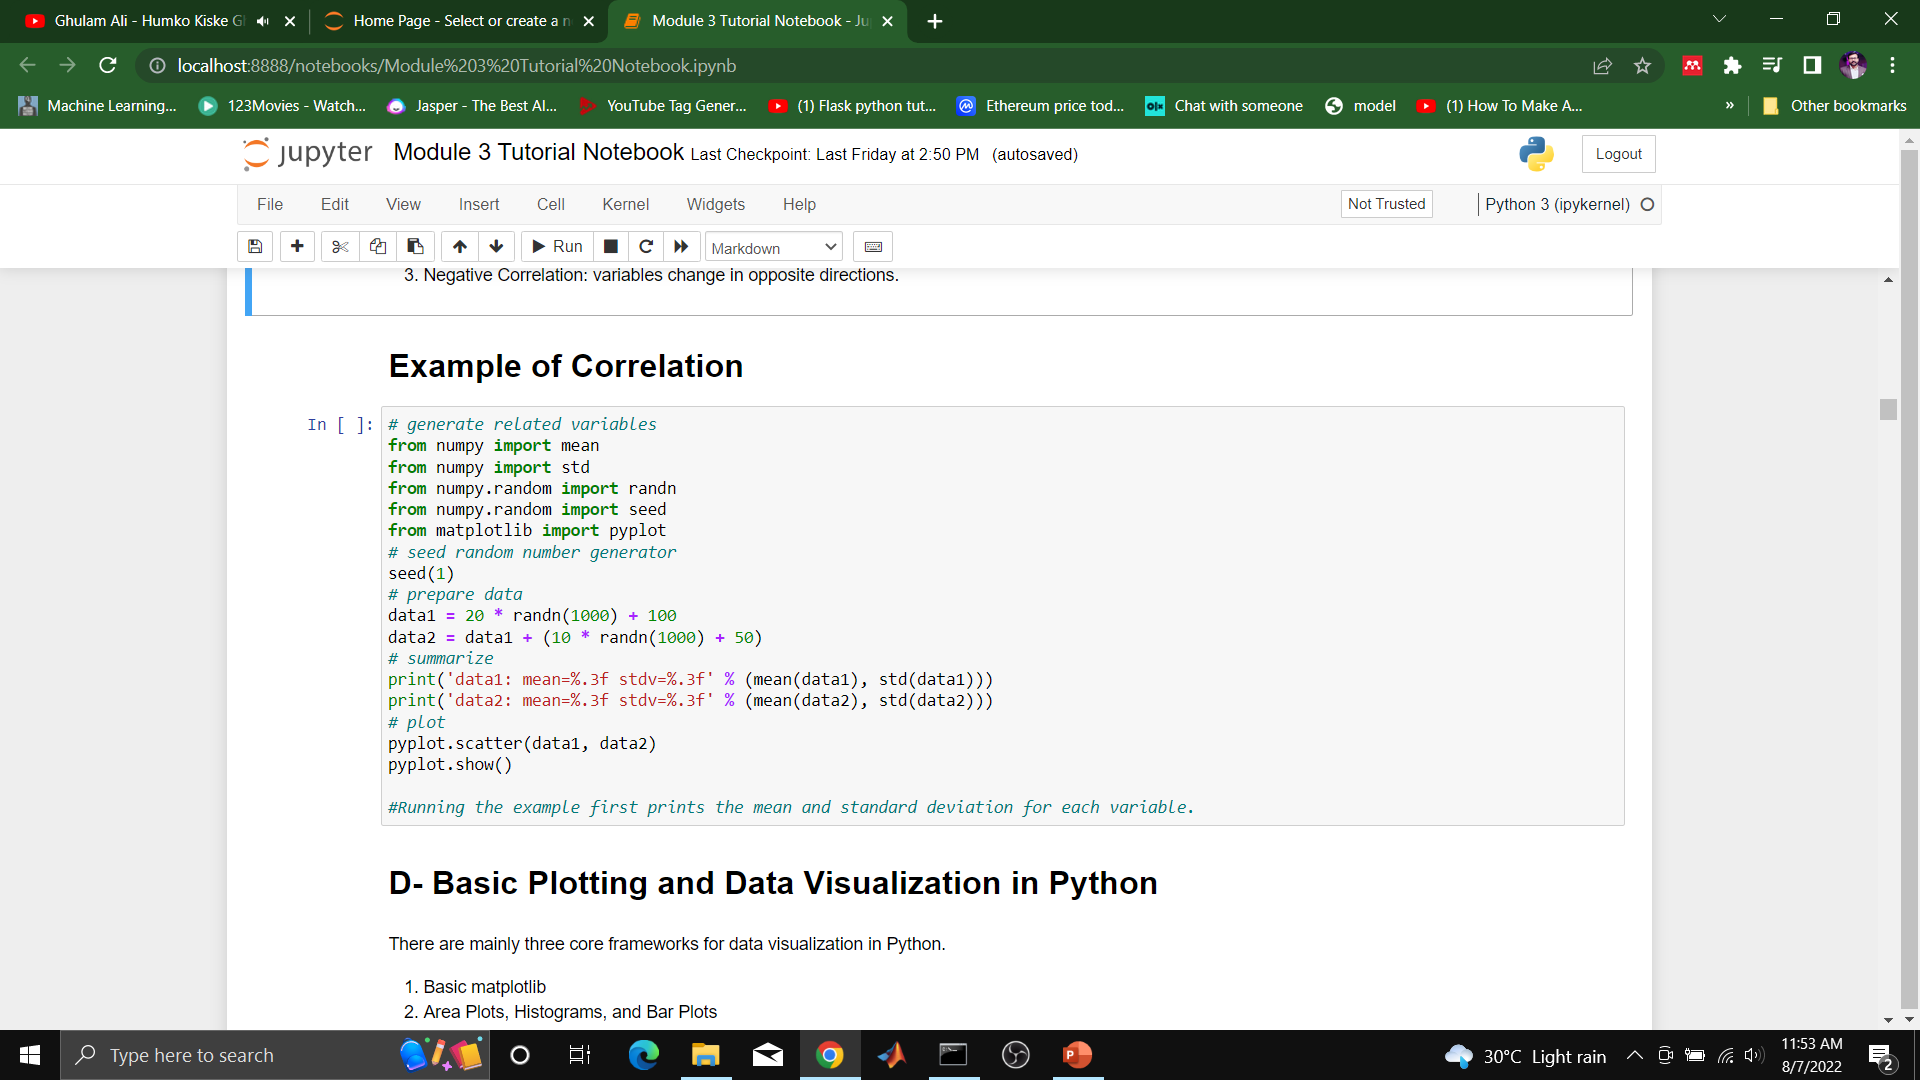 Ghulam Ali - Humko Kiske
Home Page - Select or create a n
Module 3 Tutorial Notebook - Ju
localhost:8888/notebooks/Module%203%20Tutorial%20Notebook.ipynb
Machine Learning...
123Movies - Watch...
Jasper - The Best AI...
YouTube Tag Gener...
(1) Flask python tut...
Ethereum price tod...
olx
Chat with someone
model
(1) How To Make A...
»
Other bookmarks
jupyter
Module 3 Tutorial Notebook Last Checkpoint: Last Friday at 2:50 PM (autosaved)
Logout
File
Edit
View
Insert
Cell
Kernel
Widgets
Help
Not Trusted
Python 3 (ipykernel)
Run
Markdown
3. Negative Correlation: variables change in opposite directions.
Example of Correlation
In [ ]:
# generate related variables
from numpy import mean
from numpy import std
from numpy.random import randn
from numpy.random import seed
from matplotlib import pyplot
# seed random number generator
seed(1)
# prepare data
data1 = 20 * randn(1000) + 100
data2 = data1 + (10 * randn(1000) + 50)
# summarize
print('data1: mean=%.3f stdv=%.3f' % (mean(data1), std(data1)))
print('data2: mean=%.3f stdv=%.3f' % (mean(data2), std(data2)))
# plot
pyplot.scatter(data1, data2)
pyplot.show()
#Running the example first prints the mean and standard deviation for each variable.
D- Basic Plotting and Data Visualization in Python
There are mainly three core frameworks for data visualization in Python.
1. Basic matplotlib
2. Area Plots, Histograms, and Bar Plots
Type here to search
30°C Light rain
11:53 AM
8/7/2022
2